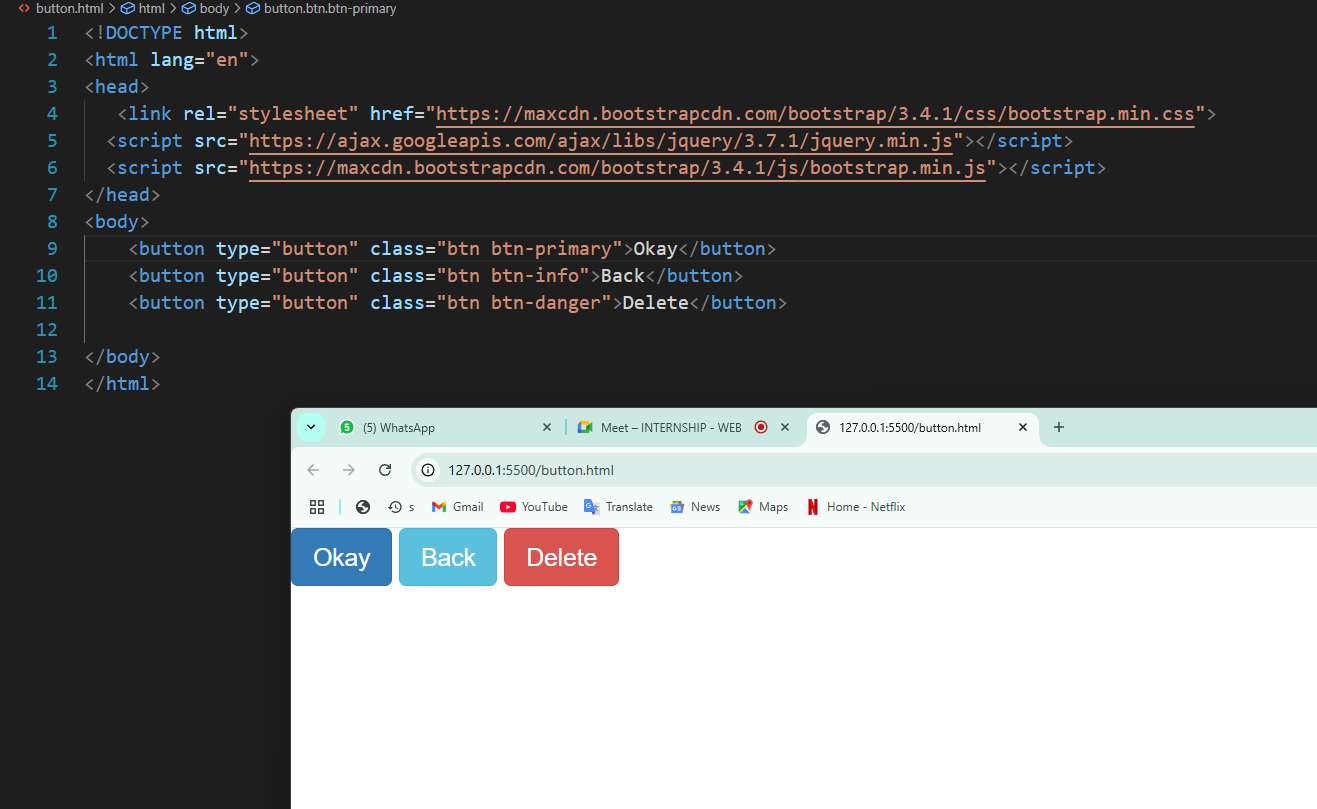 button.html > html > body > button.btn.btn-primary
1 <!DOCTYPE html>
2 <html lang="en">
3 <head>
4 <link rel="stylesheet" href="https://maxcdn.bootstrapcdn.com/bootstrap/3.4.1/css/bootstrap.min.css">
5 <script src="https://ajax.googleapis.com/ajax/libs/jquery/3.7.1/jquery.min.js"></script>
6 <script src="https://maxcdn.bootstrapcdn.com/bootstrap/3.4.1/js/bootstrap.min.js"></script>
7 </head>
8 <body>
9 <button type="button" class="btn btn-primary">Okay</button>
10 <button type="button" class="btn btn-info">Back</button>
11 <button type="button" class="btn btn-danger">Delete</button>
12
13 </body>
14 </html>
5 (5) WhatsApp Meet – INTERNSHIP - WEB 127.0.0.1:5500/button.html
127.0.0.1:5500/button.html
s Gmail YouTube Translate News Maps Home - Netflix
Okay Back Delete